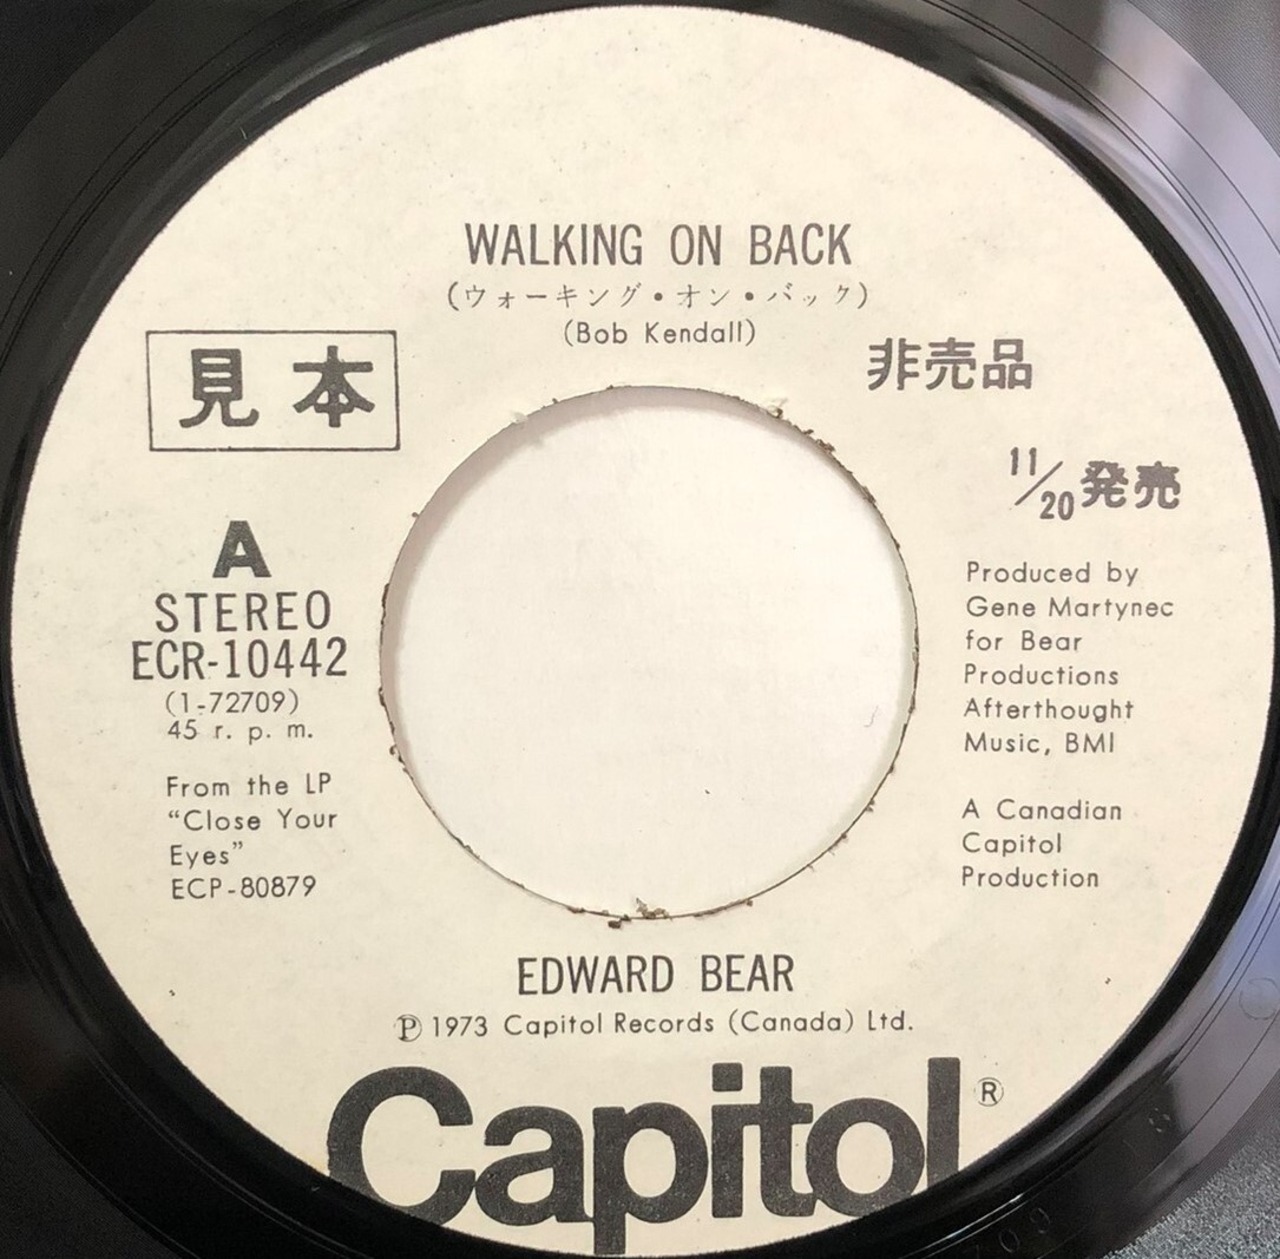 WALKING ON BACK
(ウォーキング・オン・バック)
(Bob Kendall)
見本
非売品
11/20発売
A
STEREO
ECR-10442
(1-72709)
45 r. p. m.
From the LP
“Close Your
Eyes”
ECP-80879
Produced by
Gene Martynec
for Bear
Productions
Afterthought
Music, BMI
A Canadian
Capitol
Production
EDWARD BEAR
Ⓟ 1973 Capitol Records (Canada) Ltd.
Capitol®